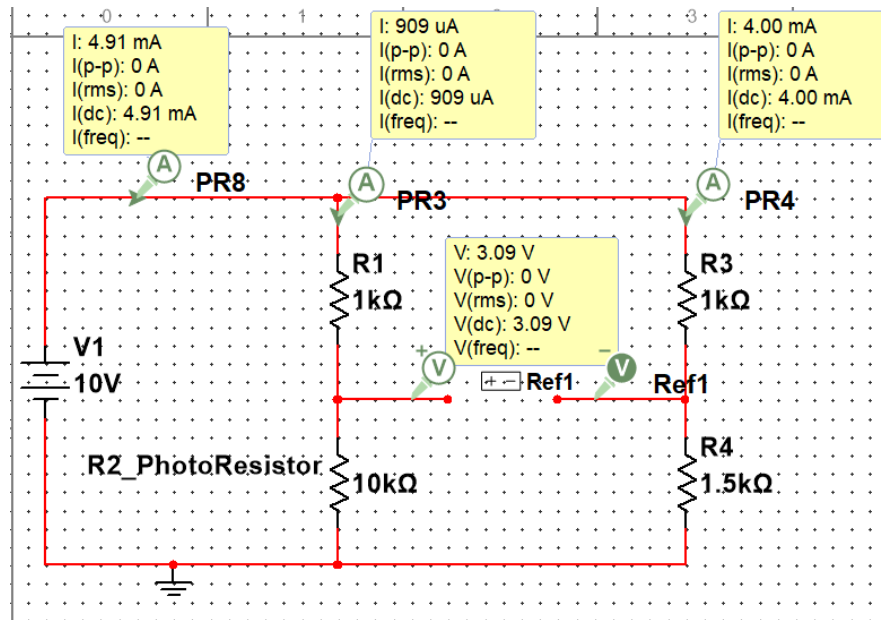 0
1
2
3
I: 4.91 mA
I(p-p): 0 A
I(rms): 0 A
I(dc): 4.91 mA
I(freq): --
I: 909 uA
I(p-p): 0 A
I(rms): 0 A
I(dc): 909 uA
I(freq): --
I: 4.00 mA
I(p-p): 0 A
I(rms): 0 A
I(dc): 4.00 mA
I(freq): --
A
PR8
A
PR3
A
PR4
R1
1kΩ
V: 3.09 V
V(p-p): 0 V
V(rms): 0 V
V(dc): 3.09 V
V(freq): --
R3
1kΩ
V1
10V
+
V
+ -
Ref1
-
V
Ref1
R2_PhotoResistor
10kΩ
R4
1.5kΩ